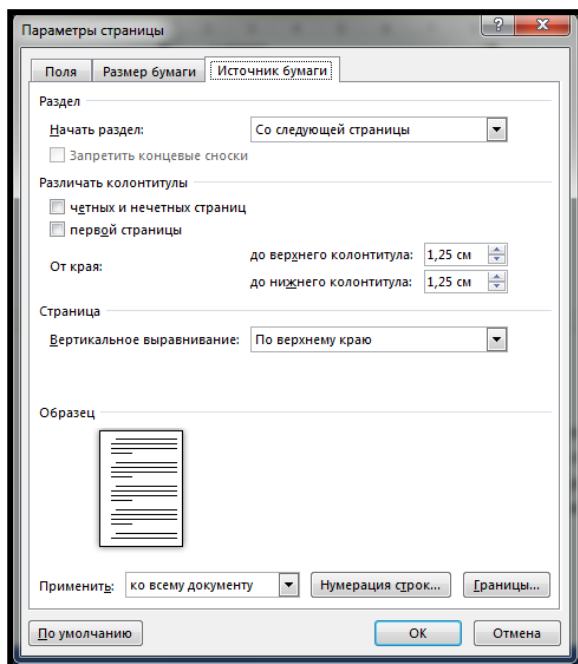 Параметры страницы
Поля Размер бумаги Источник бумаги
Раздел
Начать раздел: Со следующей страницы
Запретить концевые сноски
Различать колонтитулы
четных и нечетных страниц
первой страницы
От края:
до верхнего колонтитула: 1,25 см
до нижнего колонтитула: 1,25 см
Страница
Вертикальное выравнивание: По верхнему краю
Образец
Применить: ко всему документу Нумерация строк... Границы...
По умолчанию ОК Отмена